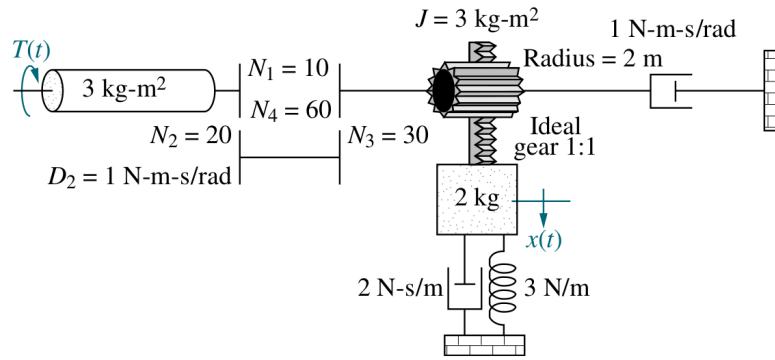 J = 3 kg-m²
1 N-m-s/rad
T(t)
Radius = 2 m
3 kg-m²
N₁ = 10
N₄ = 60
N₂ = 20
N₃ = 30
Ideal
gear 1:1
D₂ = 1 N-m-s/rad
2 kg
x(t)
2 N-s/m
3 N/m